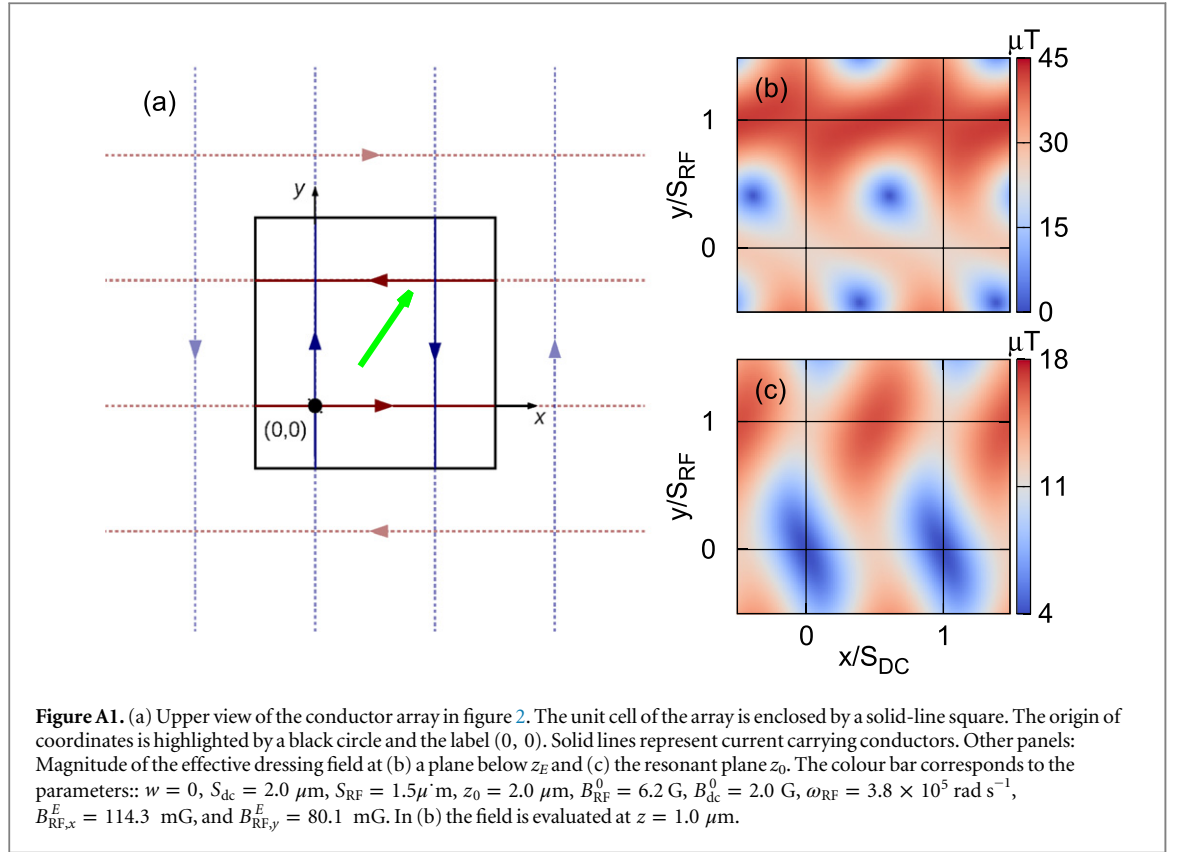 (a)
y
(0,0)
x
(b)
μT
45
30
15
0
y/S_RF
1
0
(c)
μT
18
11
4
y/S_RF
1
0
0
1
x/S_DC
Figure A1. (a) Upper view of the conductor array in figure 2. The unit cell of the array is enclosed by a solid-line square. The origin of
coordinates is highlighted by a black circle and the label (0, 0). Solid lines represent current carrying conductors. Other panels:
Magnitude of the effective dressing field at (b) a plane below z_E and (c) the resonant plane z_0. The colour bar corresponds to the
parameters:: w = 0, S_dc = 2.0 μm, S_RF = 1.5μ˙m, z_0 = 2.0 μm, B^0_RF = 6.2 G, B^0_dc = 2.0 G, ω_RF = 3.8 × 10^5 rad s^−1,
B^E_RF,x = 114.3 mG, and B^E_RF,y = 80.1 mG. In (b) the field is evaluated at z = 1.0 μm.